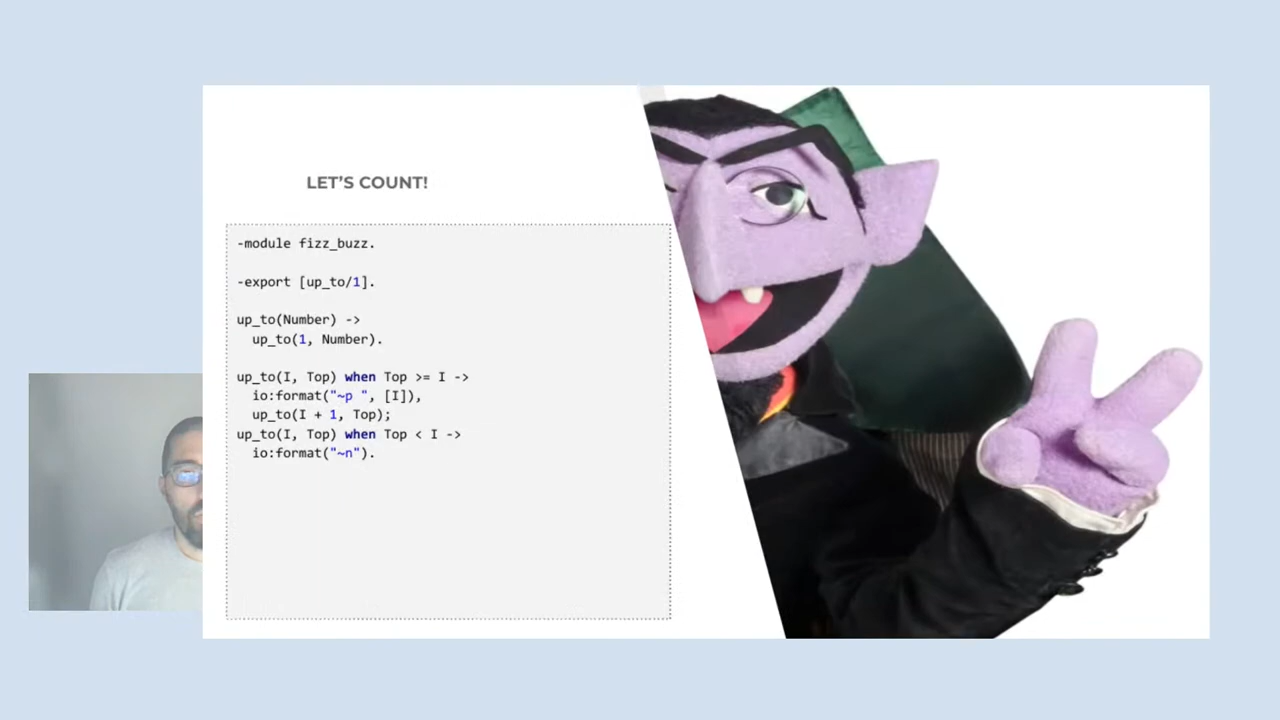 LET'S COUNT!
-module fizz_buzz.
-export [up_to/1].
up_to(Number) ->
  up_to(1, Number).
up_to(I, Top) when Top >= I ->
  io:format("~p ", [I]),
  up_to(I + 1, Top);
up_to(I, Top) when Top < I ->
  io:format("~n").